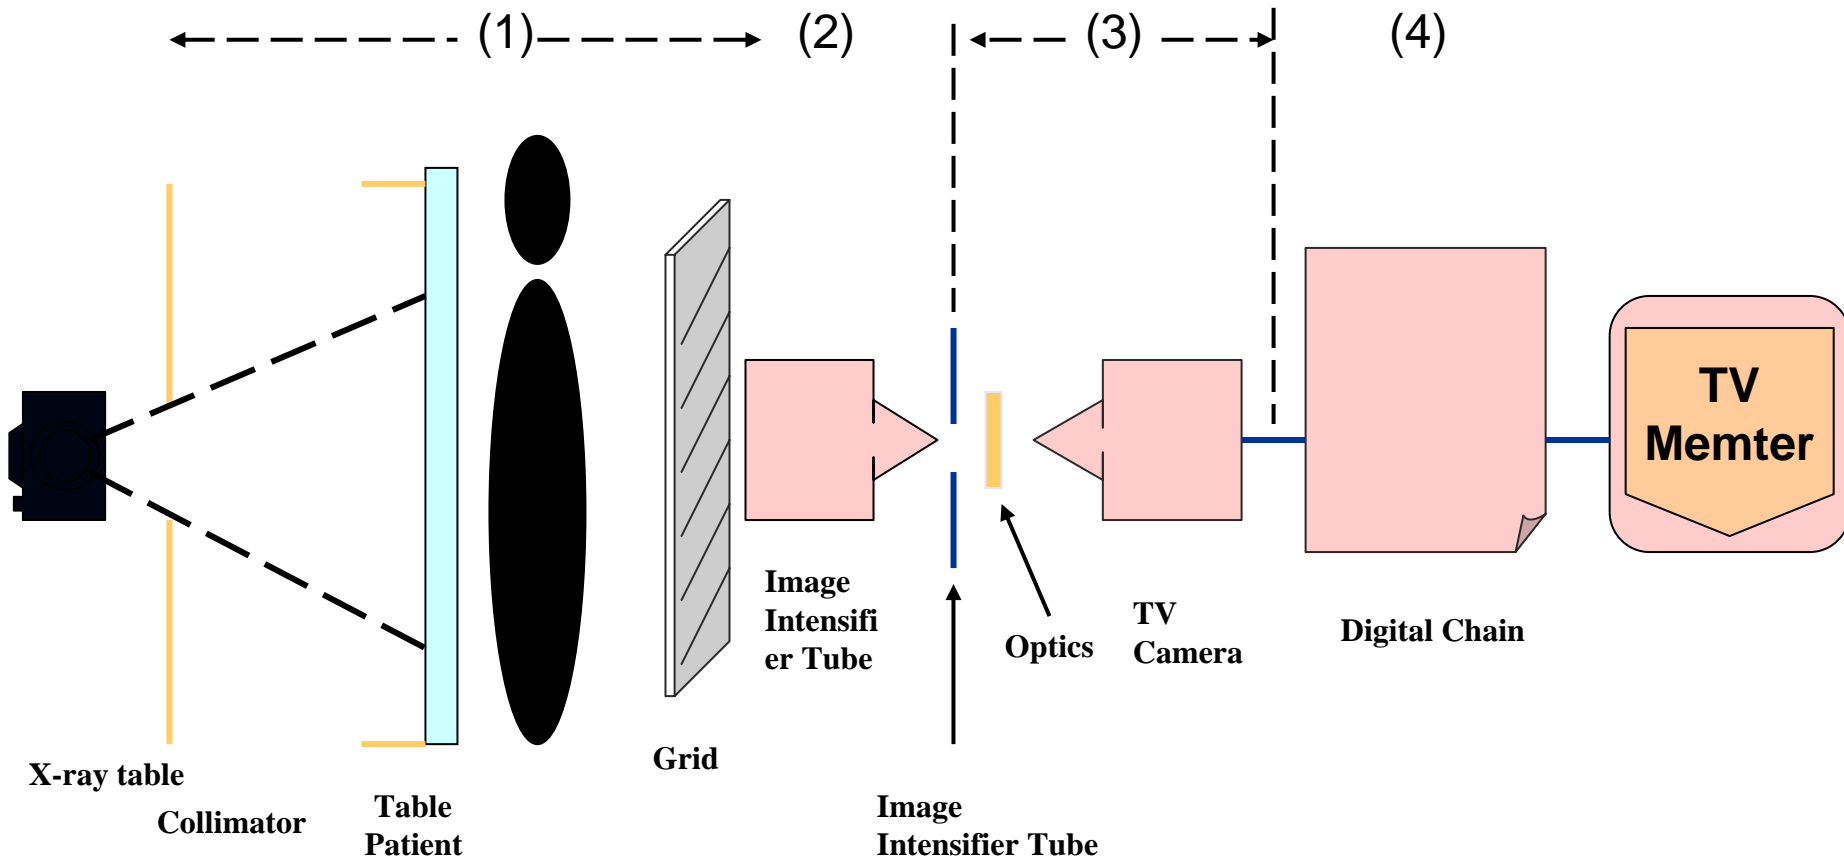 (1)
(2)
(3)
(4)
TV
Memter
Image
Intensifi
er Tube
Optics
TV
Camera
Digital Chain
Grid
X-ray table
Collimator
Table
Patient
Image
Intensifier Tube